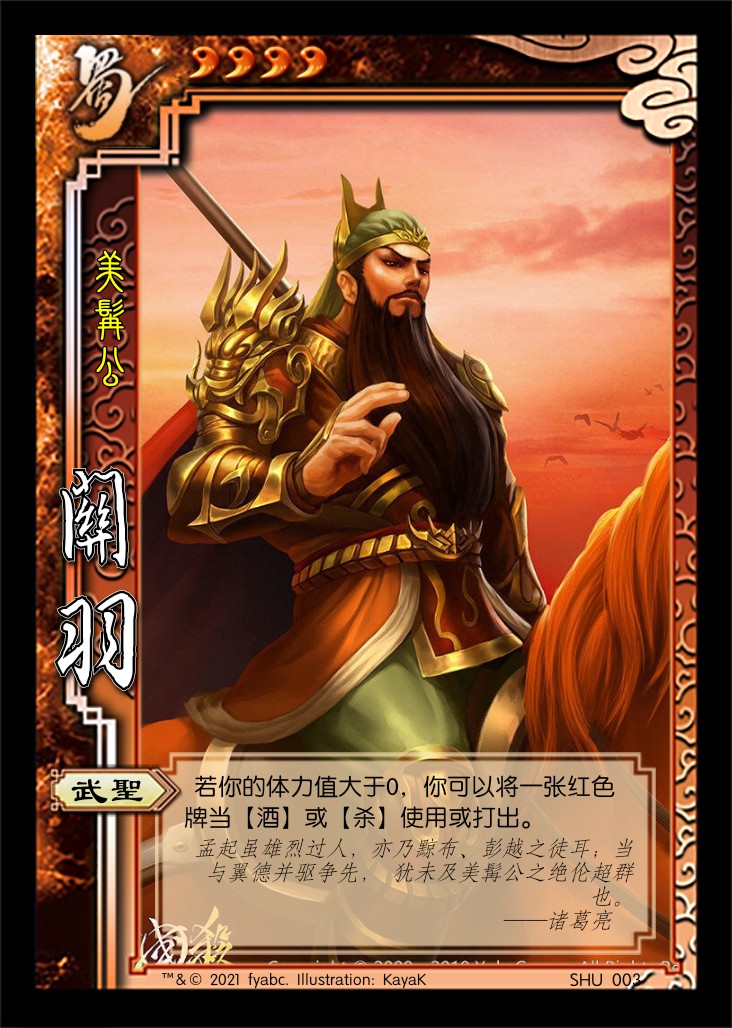 蜀
美髯公
關羽
武聖
若你的体力值大于0，你可以将一张红色
牌当【酒】或【杀】使用或打出。
孟起虽雄烈过人，亦乃黥布、彭越之徒耳；当
与翼德并驱争先， 犹未及美髯公之绝伦超群
也。
——诸葛亮
™&© 2021 fyabc. Illustration: KayaK
SHU 003